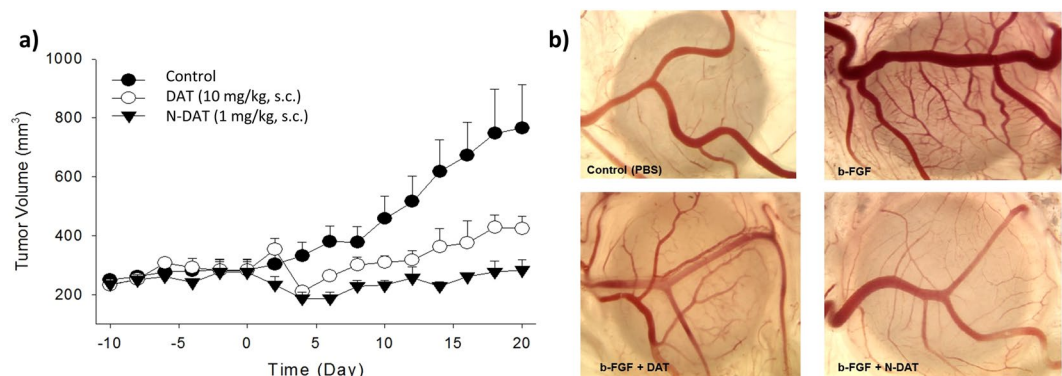 a)
1000
800
600
400
200
Tumor Volume (mm³)
Control
DAT (10 mg/kg, s.c.)
N-DAT (1 mg/kg, s.c.)
-10
-5
0
5
10
15
20
Time (Day)
b)
Control (PBS)
b-FGF
b-FGF + DAT
b-FGF + N-DAT